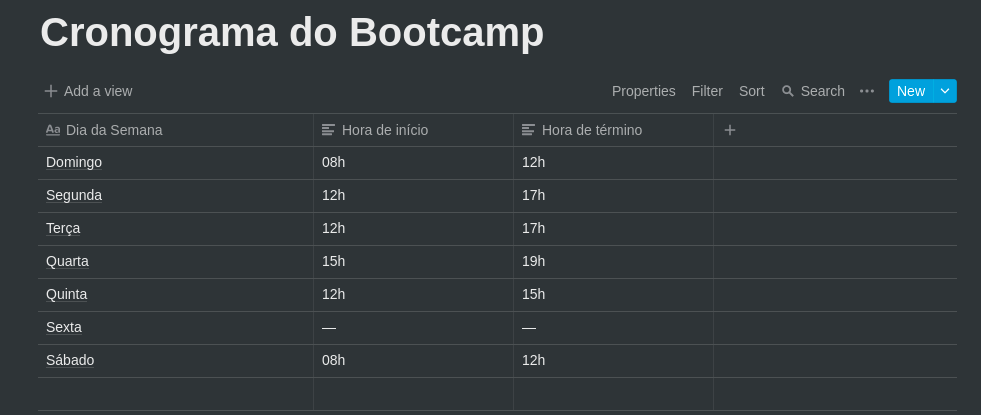 Cronograma do Bootcamp
Add a view Properties Filter Sort Search New
Aa Dia da Semana Hora de início Hora de término
Domingo 08h 12h
Segunda 12h 17h
Terça 12h 17h
Quarta 15h 19h
Quinta 12h 15h
Sexta — —
Sábado 08h 12h